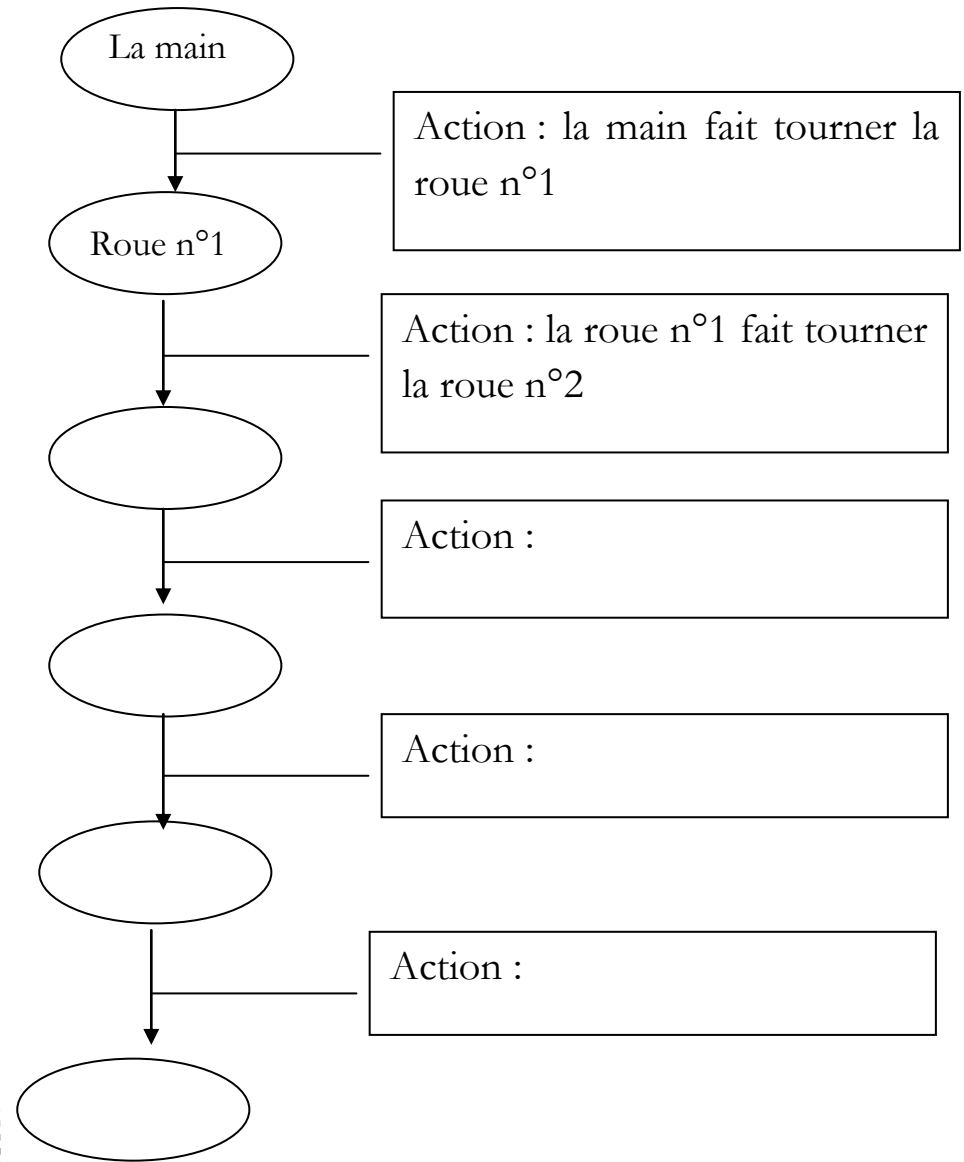 La main
Action : la main fait tourner la
roue n°1
Roue n°1
Action : la roue n°1 fait tourner
la roue n°2
Action :
Action :
Action :